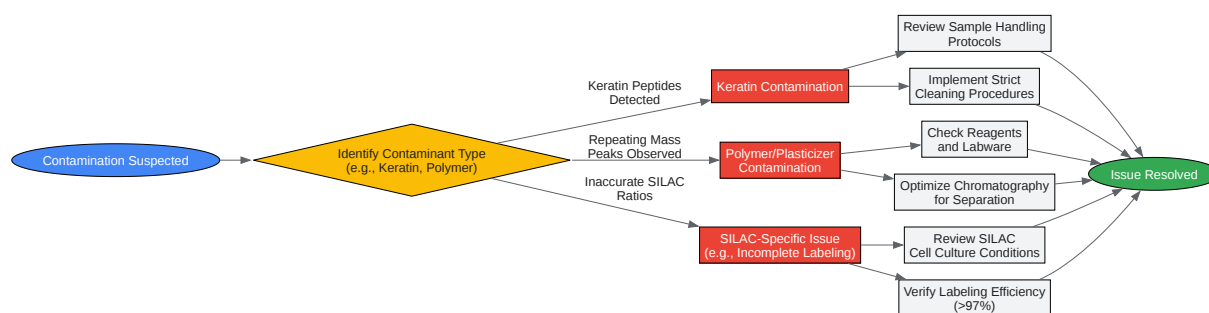 Contamination Suspected
Identify Contaminant Type
(e.g., Keratin, Polymer)
Keratin Peptides
Detected
Repeating Mass
Peaks Observed
Inaccurate SILAC
Ratios
Keratin Contamination
Polymer/Plasticizer
Contamination
SILAC-Specific Issue
(e.g., Incomplete Labeling)
Review Sample Handling
Protocols
Implement Strict
Cleaning Procedures
Check Reagents
and Labware
Optimize Chromatography
for Separation
Review SILAC
Cell Culture Conditions
Verify Labeling Efficiency
(>97%)
Issue Resolved